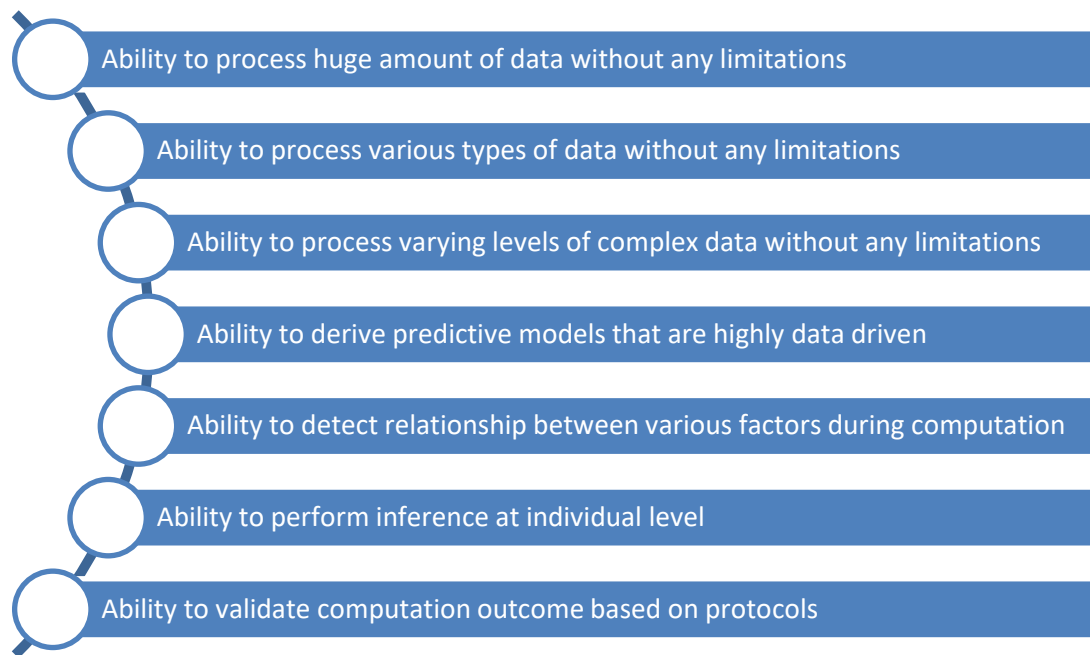 Ability to process huge amount of data without any limitations
Ability to process various types of data without any limitations
Ability to process varying levels of complex data without any limitations
Ability to derive predictive models that are highly data driven
Ability to detect relationship between various factors during computation
Ability to perform inference at individual level
Ability to validate computation outcome based on protocols